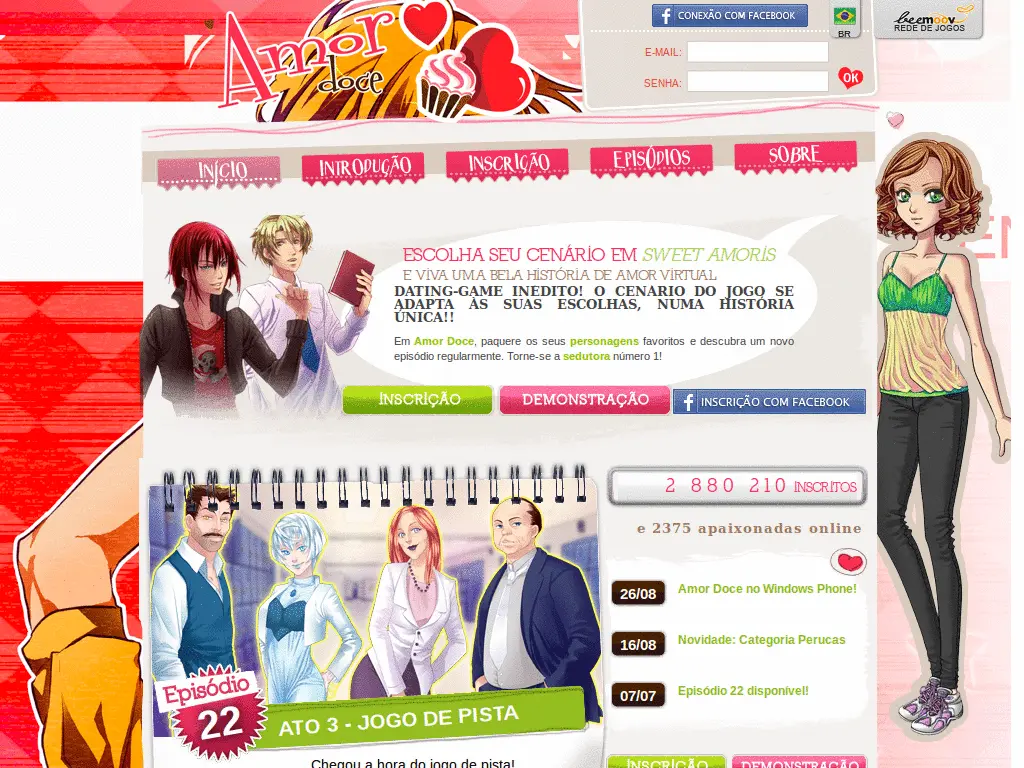 Amor
doce
CONEXÃO COM FACEBOOK
BR
beemoov
REDE DE JOGOS
E-MAIL:
SENHA:
OK
INÍCIO
INTRODUÇÃO
INSCRIÇÃO
EPISÓDIOS
SOBRE
ESCOLHA SEU CENÁRIO EM SWEET AMORIS
E VIVA UMA BELA HISTÓRIA DE AMOR VIRTUAL
DATING-GAME INEDITO! O CENARIO DO JOGO SE
ADAPTA ÀS SUAS ESCOLHAS, NUMA HISTÓRIA
ÚNICA!!
Em Amor Doce, paquere os seus personagens favoritos e descubra um novo
episódio regularmente. Torne-se a sedutora número 1!
INSCRIÇÃO
DEMONSTRAÇÃO
INSCRIÇÃO COM FACEBOOK
2 880 210 INSCRITOS
e 2375 apaixonadas online
26/08 Amor Doce no Windows Phone!
16/08 Novidade: Categoria Perucas
07/07 Episódio 22 disponível!
Episódio
22
ATO 3 - JOGO DE PISTA
Chegou a hora do jogo de pista!
INSCRIÇÃO
DEMONSTRAÇÃO